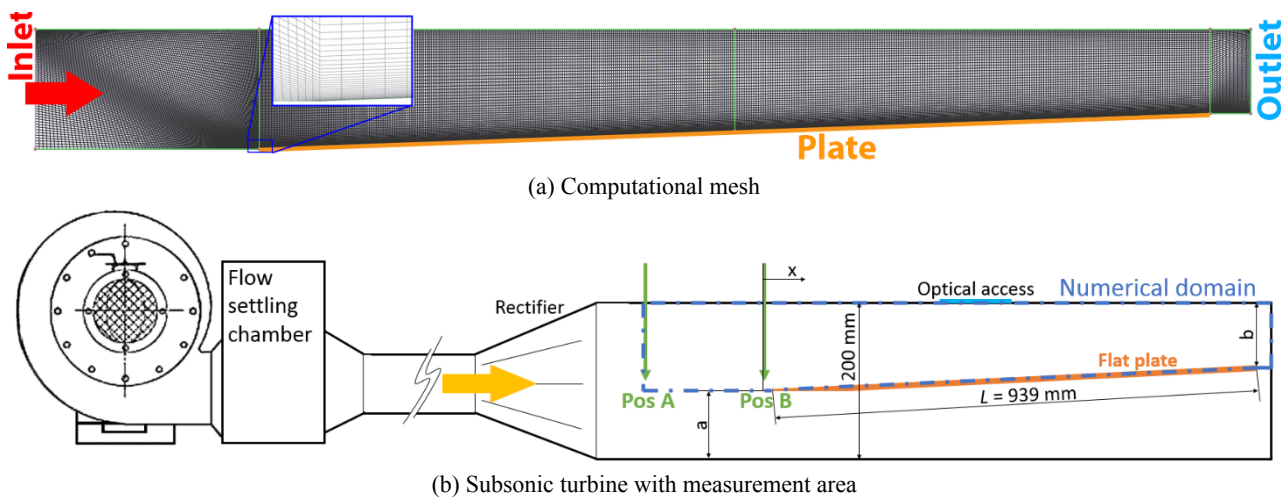 Inlet
Outlet
Plate
(a) Computational mesh
Flow
settling
chamber
Rectifier
x
Optical access
Numerical domain
200 mm
b
Flat plate
Pos A
Pos B
a
L = 939 mm
(b) Subsonic turbine with measurement area